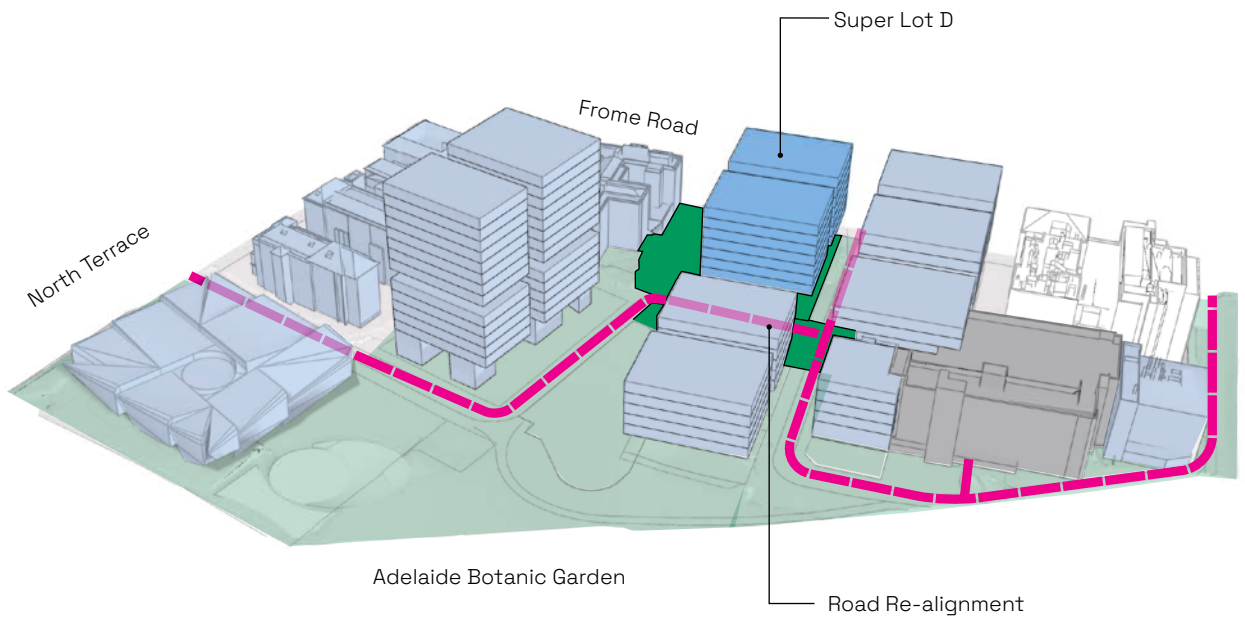 Super Lot D
Frome Road
North Terrace
Adelaide Botanic Garden
Road Re-alignment